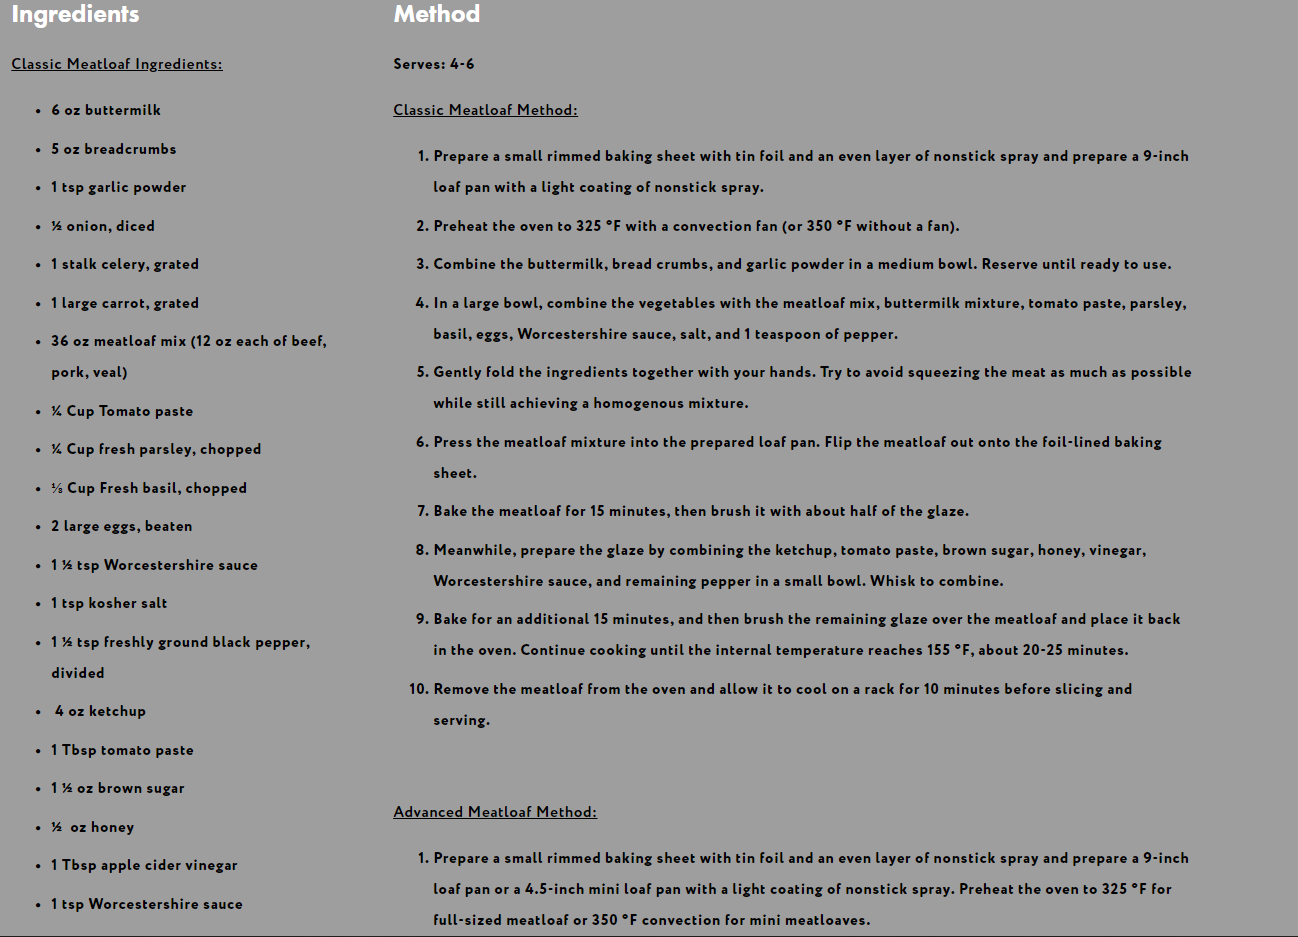 Ingredients
Classic Meatloaf Ingredients:
• 6 oz buttermilk
• 5 oz breadcrumbs
• 1 tsp garlic powder
• ½ onion, diced
• 1 stalk celery, grated
• 1 large carrot, grated
• 36 oz meatloaf mix (12 oz each of beef,
pork, veal)
• ¼ Cup Tomato paste
• ¼ Cup fresh parsley, chopped
• ⅛ Cup Fresh basil, chopped
• 2 large eggs, beaten
• 1 ½ tsp Worcestershire sauce
• 1 tsp kosher salt
• 1 ½ tsp freshly ground black pepper,
divided
• 4 oz ketchup
• 1 Tbsp tomato paste
• 1 ½ oz brown sugar
• ½ oz honey
• 1 Tbsp apple cider vinegar
• 1 tsp Worcestershire sauce
Method
Serves: 4-6
Classic Meatloaf Method:
1. Prepare a small rimmed baking sheet with tin foil and an even layer of nonstick spray and prepare a 9-inch
loaf pan with a light coating of nonstick spray.
2. Preheat the oven to 325 °F with a convection fan (or 350 °F without a fan).
3. Combine the buttermilk, bread crumbs, and garlic powder in a medium bowl. Reserve until ready to use.
4. In a large bowl, combine the vegetables with the meatloaf mix, buttermilk mixture, tomato paste, parsley,
basil, eggs, Worcestershire sauce, salt, and 1 teaspoon of pepper.
5. Gently fold the ingredients together with your hands. Try to avoid squeezing the meat as much as possible
while still achieving a homogenous mixture.
6. Press the meatloaf mixture into the prepared loaf pan. Flip the meatloaf out onto the foil-lined baking
sheet.
7. Bake the meatloaf for 15 minutes, then brush it with about half of the glaze.
8. Meanwhile, prepare the glaze by combining the ketchup, tomato paste, brown sugar, honey, vinegar,
Worcestershire sauce, and remaining pepper in a small bowl. Whisk to combine.
9. Bake for an additional 15 minutes, and then brush the remaining glaze over the meatloaf and place it back
in the oven. Continue cooking until the internal temperature reaches 155 °F, about 20-25 minutes.
10. Remove the meatloaf from the oven and allow it to cool on a rack for 10 minutes before slicing and
serving.
Advanced Meatloaf Method:
1. Prepare a small rimmed baking sheet with tin foil and an even layer of nonstick spray and prepare a 9-inch
loaf pan or a 4.5-inch mini loaf pan with a light coating of nonstick spray. Preheat the oven to 325 °F for
full-sized meatloaf or 350 °F convection for mini meatloaves.